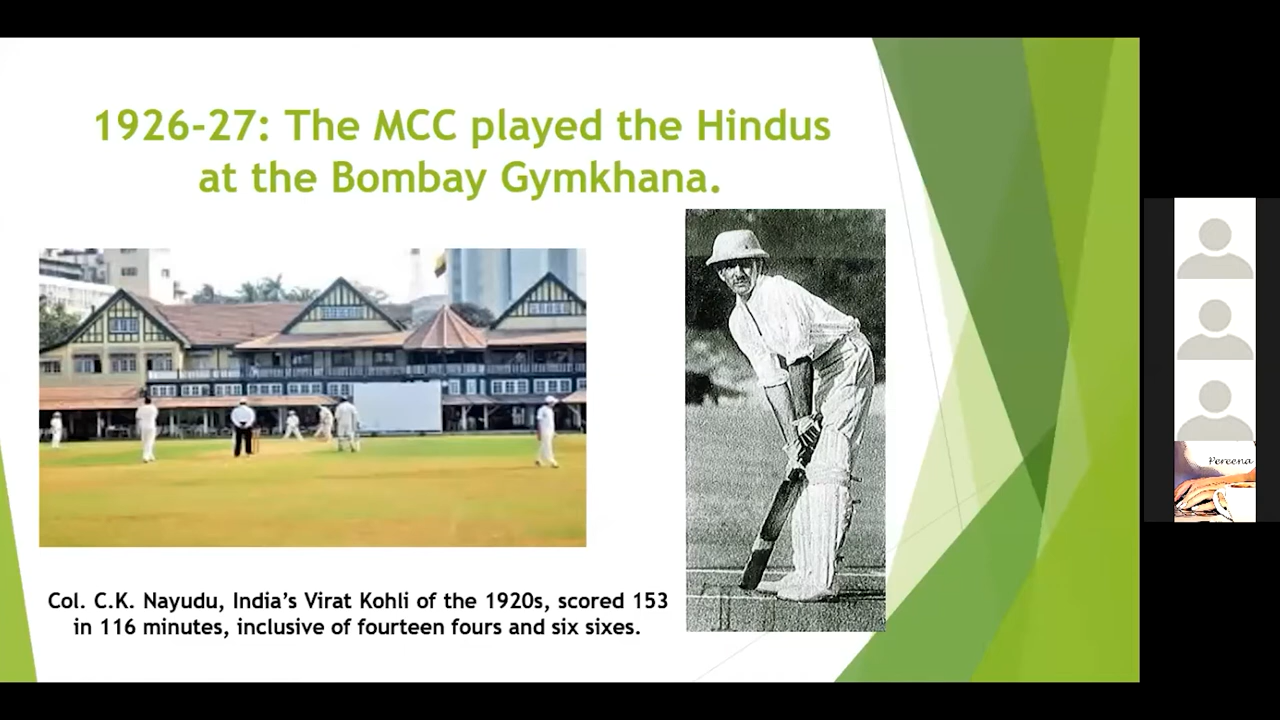 1926-27: The MCC played the Hindus
at the Bombay Gymkhana.
Col. C.K. Nayudu, India’s Virat Kohli of the 1920s, scored 153
in 116 minutes, inclusive of fourteen fours and six sixes.
Pereena